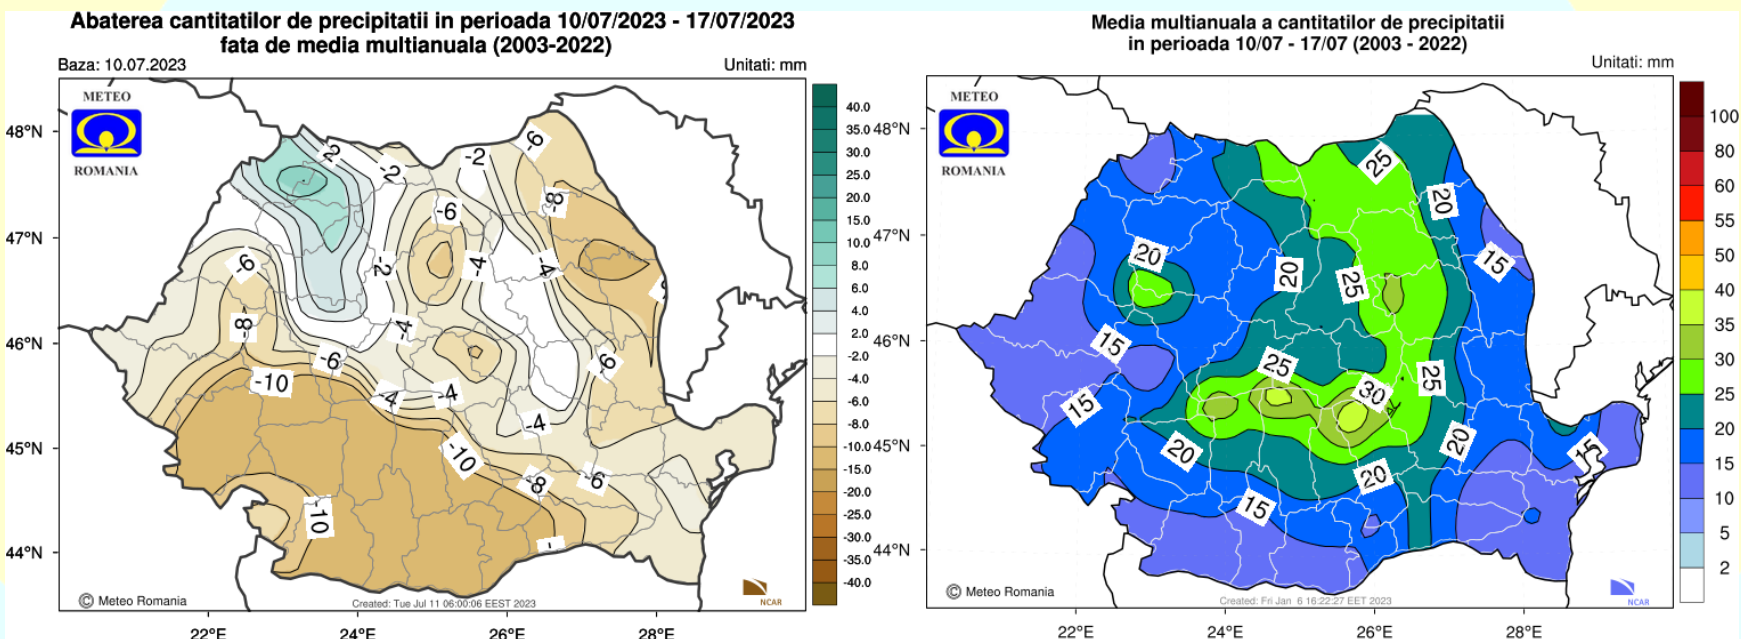 Abaterea cantitatilor de precipitatii in perioada 10/07/2023 - 17/07/2023
fata de media multianuala (2003-2022)
Baza: 10.07.2023
Unitati: mm
METEO
ROMANIA
48°N
47°N
46°N
45°N
44°N
22°E
24°E
26°E
28°E
2
-2
-2
-6
-6
-8
-6
-2
-4
-4
-8
-4
-6
-10
-6
-4
-4
-4
-10
-8
-6
-10
40.0
35.0
30.0
25.0
20.0
15.0
10.0
8.0
6.0
4.0
2.0
-2.0
-4.0
-6.0
-8.0
-10.0
-15.0
-20.0
-25.0
-30.0
-35.0
-40.0
© Meteo Romania
Created: Tue Jul 11 06:00:06 EEST 2023
NCAR
Media multianuala a cantitatilor de precipitatii
in perioada 10/07 - 17/07 (2003 - 2022)
Unitati: mm
METEO
ROMANIA
48°N
47°N
46°N
45°N
44°N
22°E
24°E
26°E
28°E
25
20
20
20
25
15
15
25
30
25
15
20
20
20
15
15
100
80
60
55
50
40
35
30
25
20
15
10
5
2
© Meteo Romania
Created: Fri Jan 6 16:22:27 EET 2023
NCAR